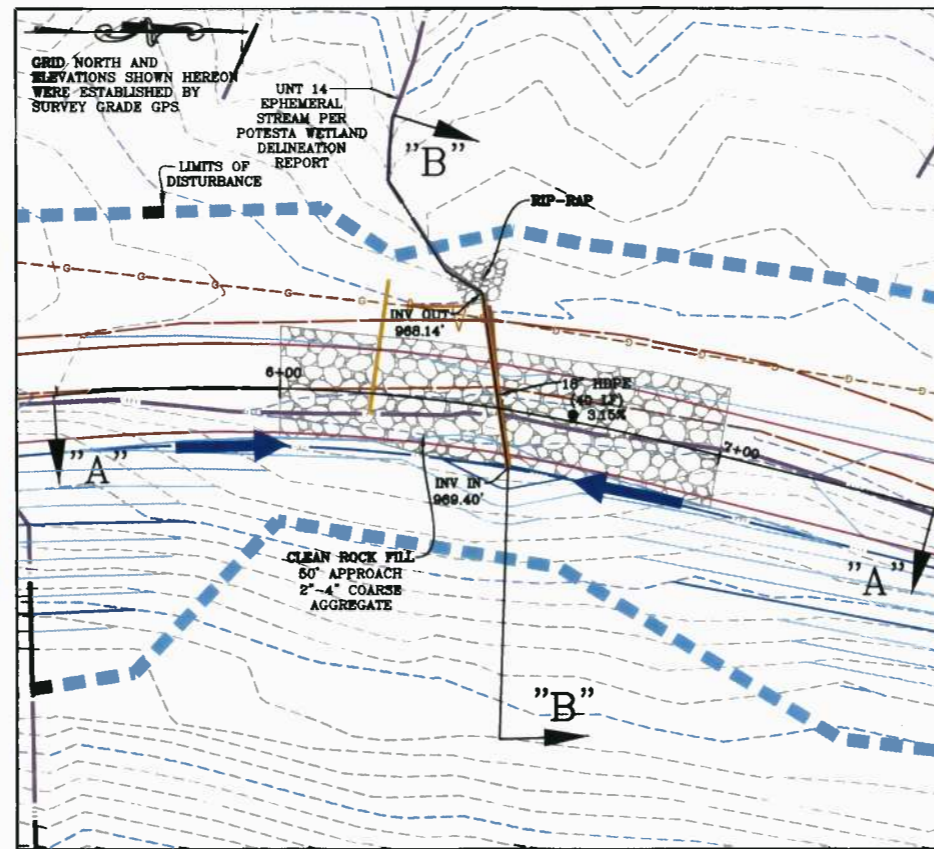 GRID NORTH AND
ELEVATIONS SHOWN HEREON
WERE ESTABLISHED BY
SURVEY GRADE GPS.
UNT 14
EPHEMERAL
STREAM PER
POTESTA WETLAND
DELINEATION
REPORT
"B"
LIMITS OF
DISTURBANCE
RIP-RAP
G G G G G G G G G
INV OUT
968.14'
6+00
18" HDPE
(40 LF)
@ 3.15%
7+00
"A"
INV IN
969.40'
CLEAN ROCK FILL
50' APPROACH
2"-4" COARSE
AGGREGATE
"A"
"B"